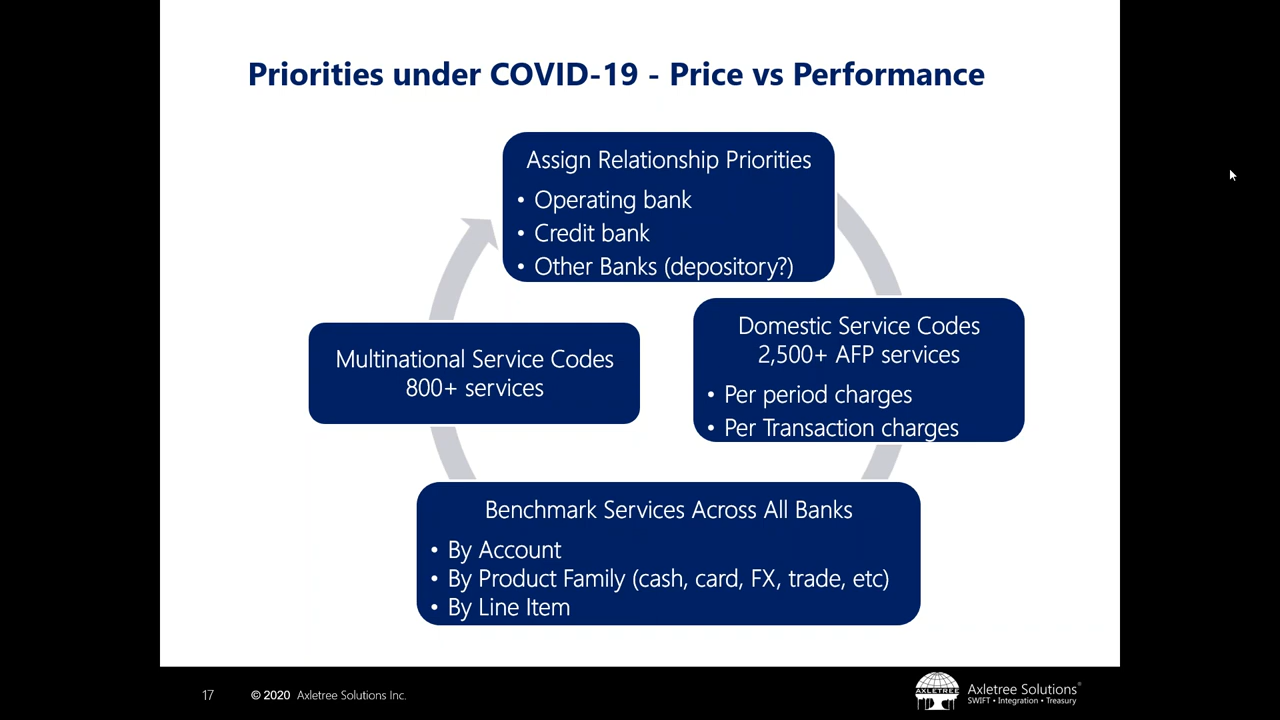 Priorities under COVID-19 - Price vs Performance
Assign Relationship Priorities
• Operating bank
• Credit bank
• Other Banks (depository?)
Domestic Service Codes
2,500+ AFP services
• Per period charges
• Per Transaction charges
Multinational Service Codes
800+ services
Benchmark Services Across All Banks
• By Account
• By Product Family (cash, card, FX, trade, etc)
• By Line Item
17
© 2020 Axletree Solutions Inc.
AXLETREE
Axletree Solutions®
SWIFT • Integration • Treasury